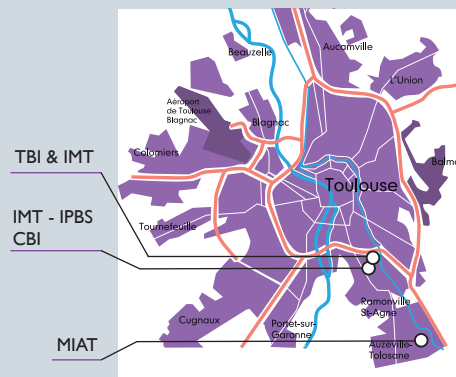 Beauzelle
Aucamville
L'Union
Aéroport
de Toulouse
Blagnac
Blagnac
Colomiers
Balma
TBI & IMT
Toulouse
IMT - IPBS
CBI
Tournefeuille
Cugnaux
Portet-sur-
Garonne
Ramonville
St-Agne
MIAT
Auzeville-
Tolosane